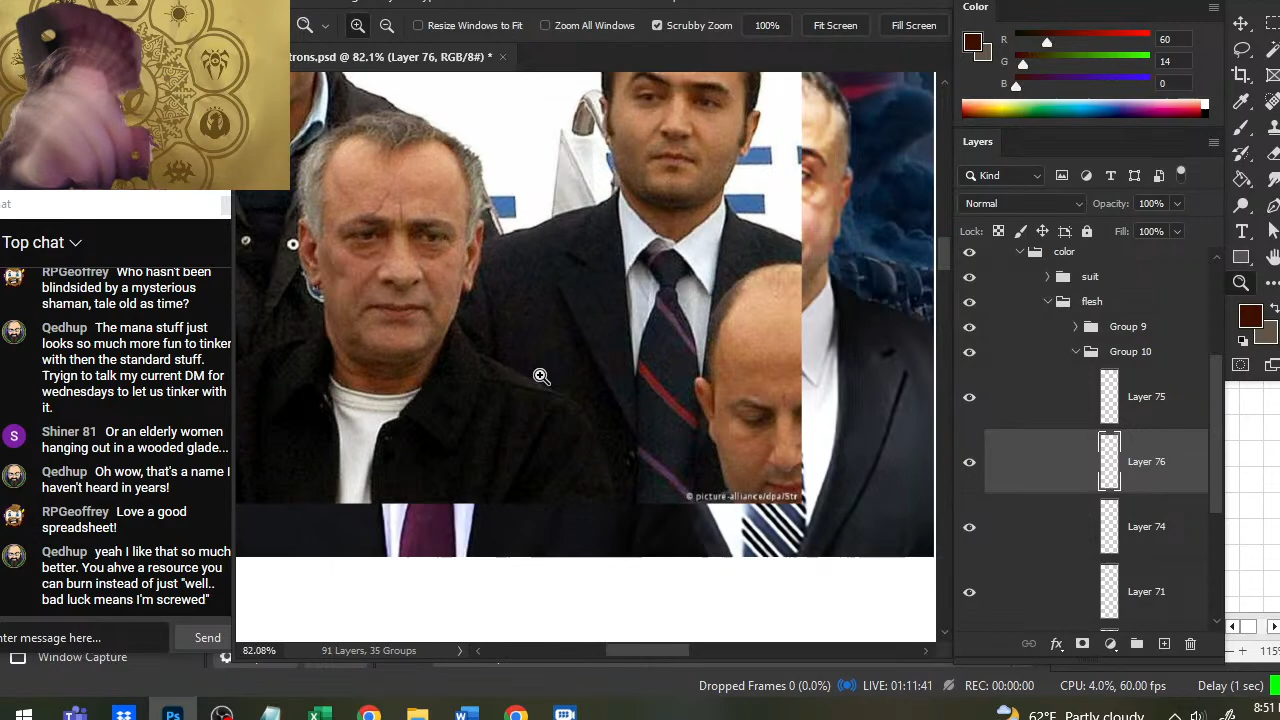 Resize Windows to Fit
Zoom All Windows
Scrubby Zoom
100%
Fit Screen
Fill Screen
trons.psd @ 82.1% (Layer 76, RGB/8#) *
Color
R
60
G
14
B
0
Layers
Kind
Normal
Opacity:
100%
Lock:
Fill:
100%
color
suit
flesh
Group 9
Group 10
Layer 75
Layer 76
Layer 74
Layer 71
© picture-alliance/dpa/Str
82.08%
91 Layers, 35 Groups
at
Top chat
RPGeoffrey Who hasn't been
blindsided by a mysterious
shaman, tale old as time?
Qedhup The mana stuff just
looks so much more fun to tinker
with then the standard stuff.
Tryign to talk my current DM for
wednesdays to let us tinker with
it.
Shiner 81 Or an elderly women
hanging out in a wooded glade...
Qedhup Oh wow, that's a name I
haven't heard in years!
RPGeoffrey Love a good
spreadsheet!
Qedhup yeah I like that so much
better. You ahve a resource you
can burn instead of just "well..
bad luck means I'm screwed"
nter message here...
Send
Window Capture
115%
Dropped Frames 0 (0.0%)
LIVE: 01:11:41
REC: 00:00:00
CPU: 4.0%, 60.00 fps
Delay (1 sec)
62°F Partly cloudy
8:51